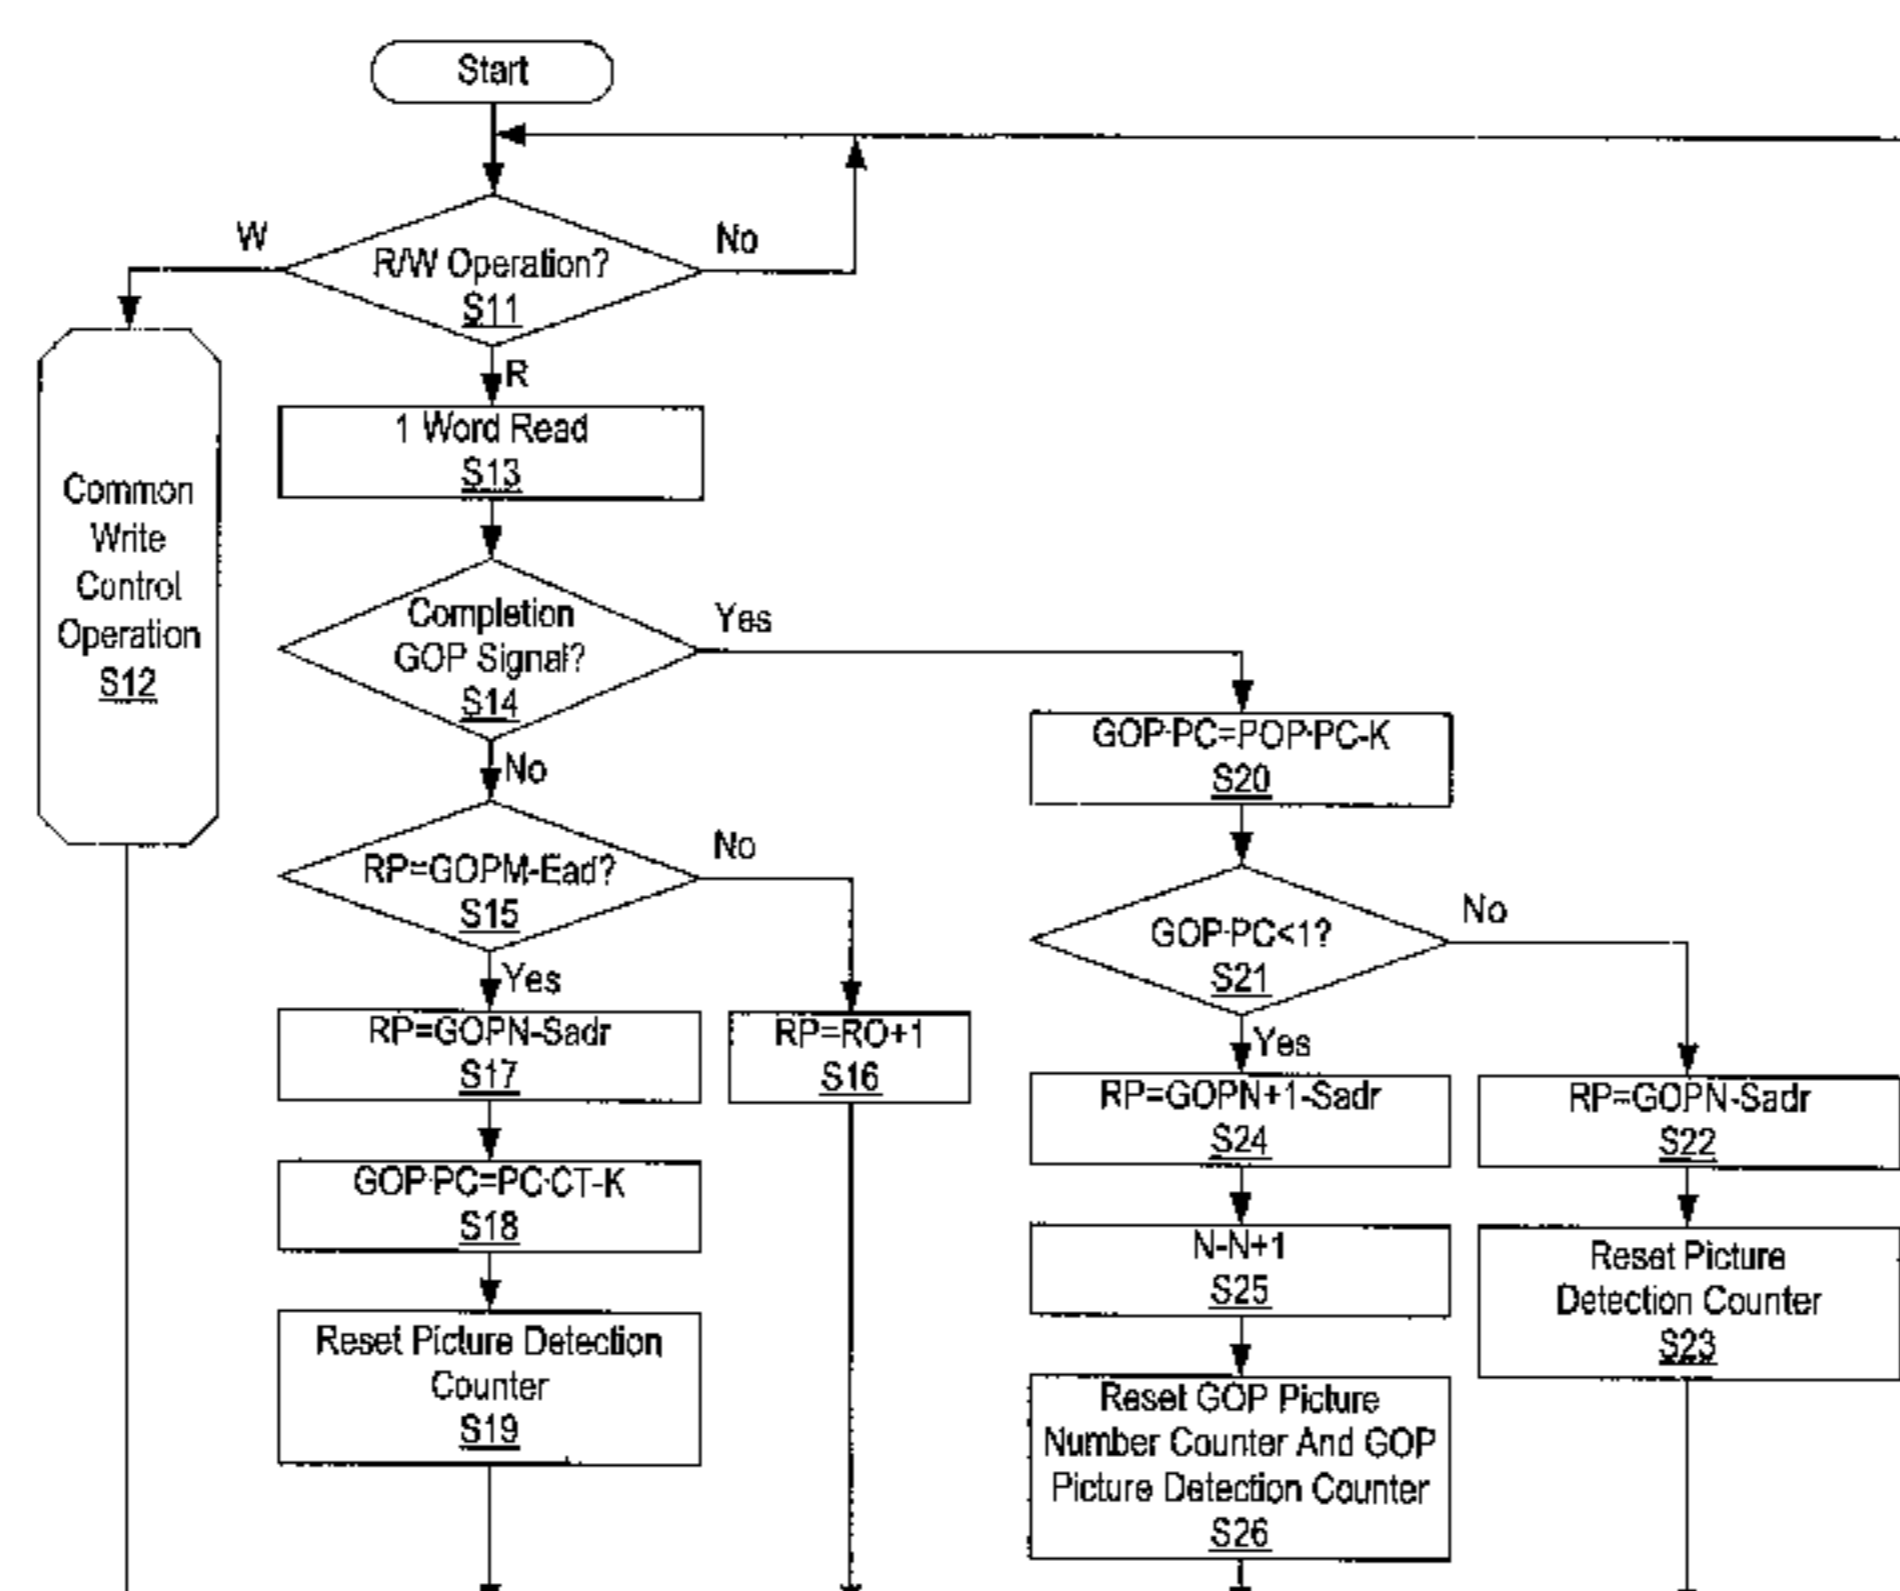 Start
W
No
R/W Operation?
S11
R
1 Word Read
S13
Common
Write
Control
Operation
S12
Completion
GOP Signal?
S14
Yes
No
GOP·PC=POP·PC-K
S20
RP=GOPM-Ead?
S15
No
Yes
GOP·PC<1?
S21
No
Yes
RP=GOPN-Sadr
S17
RP=RO+1
S16
RP=GOPN+1-Sadr
S24
RP=GOPN-Sadr
S22
GOP·PC=PC·CT-K
S18
N-N+1
S25
Reset Picture
Detection Counter
S23
Reset Picture Detection
Counter
S19
Reset GOP Picture
Number Counter And GOP
Picture Detection Counter
S26